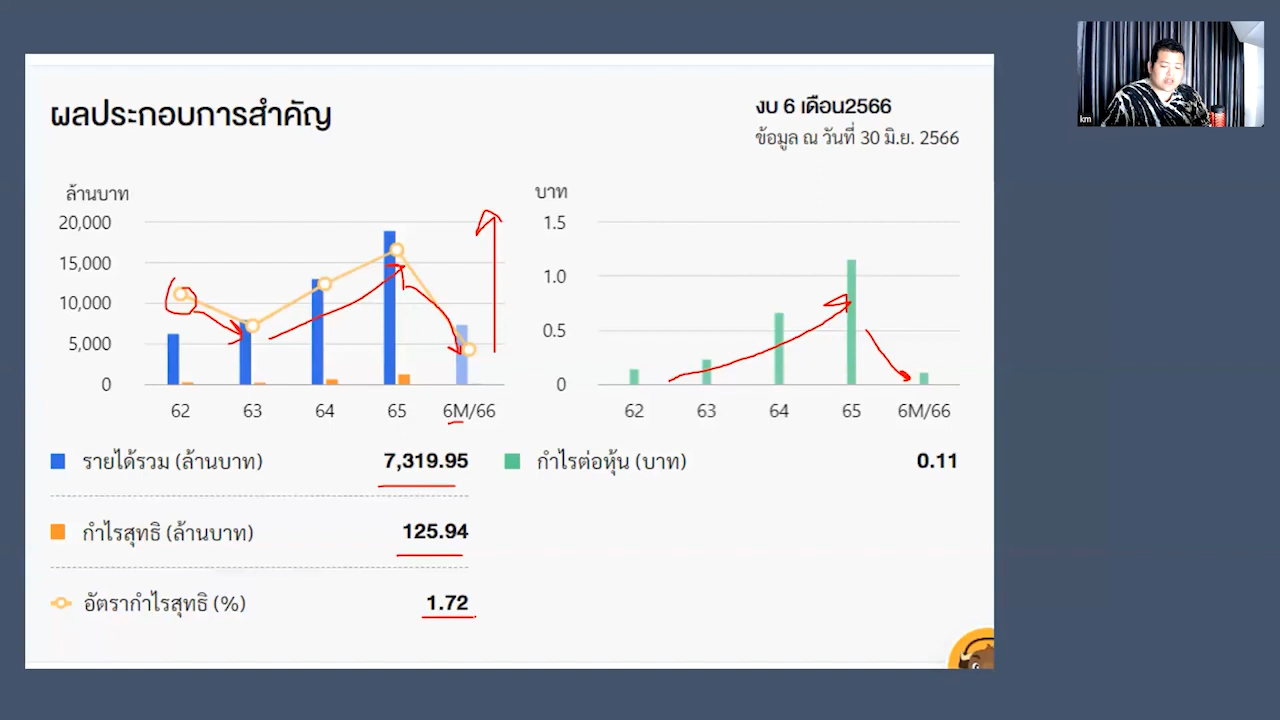 ผลประกอบการสำคัญ
งบ 6 เดือน2566
ข้อมูล ณ วันที่ 30 มิ.ย. 2566
ล้านบาท
20,000
15,000
10,000
5,000
0
62 63 64 65 6M/66
บาท
1.5
1.0
0.5
0
62 63 64 65 6M/66
รายได้รวม (ล้านบาท) 7,319.95
กำไรสุทธิ (ล้านบาท) 125.94
อัตรากำไรสุทธิ (%) 1.72
กำไรต่อหุ้น (บาท) 0.11
km